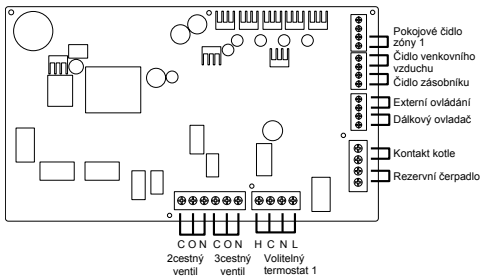 Pokojové čidlo
zóny 1
Čidlo venkovního
vzduchu
Čidlo zásobníku
Externí ovládání
Dálkový ovladač
Kontakt kotle
Rezervní čerpadlo
C O N C O N H C N L
2cestný 3cestný Volitelný
ventil ventil termostat 1